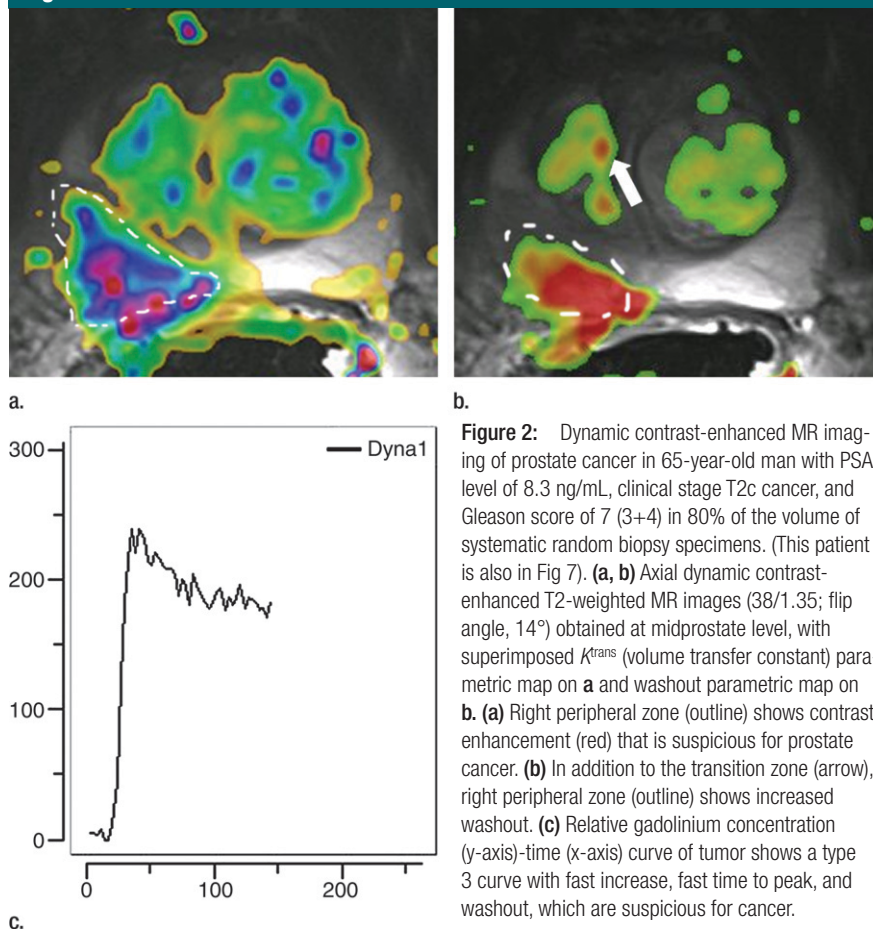 a.
b.
300
200
100
0
Dyna1
0
100
200
c.
Figure 2: Dynamic contrast-enhanced MR imag-
ing of prostate cancer in 65-year-old man with PSA
level of 8.3 ng/mL, clinical stage T2c cancer, and
Gleason score of 7 (3+4) in 80% of the volume of
systematic random biopsy specimens. (This patient
is also in Fig 7). (a, b) Axial dynamic contrast-
enhanced T2-weighted MR images (38/1.35; flip
angle, 14°) obtained at midprostate level, with
superimposed Ktrans (volume transfer constant) para-
metric map on a and washout parametric map on
b. (a) Right peripheral zone (outline) shows contrast
enhancement (red) that is suspicious for prostate
cancer. (b) In addition to the transition zone (arrow),
right peripheral zone (outline) shows increased
washout. (c) Relative gadolinium concentration
(y-axis)-time (x-axis) curve of tumor shows a type
3 curve with fast increase, fast time to peak, and
washout, which are suspicious for cancer.